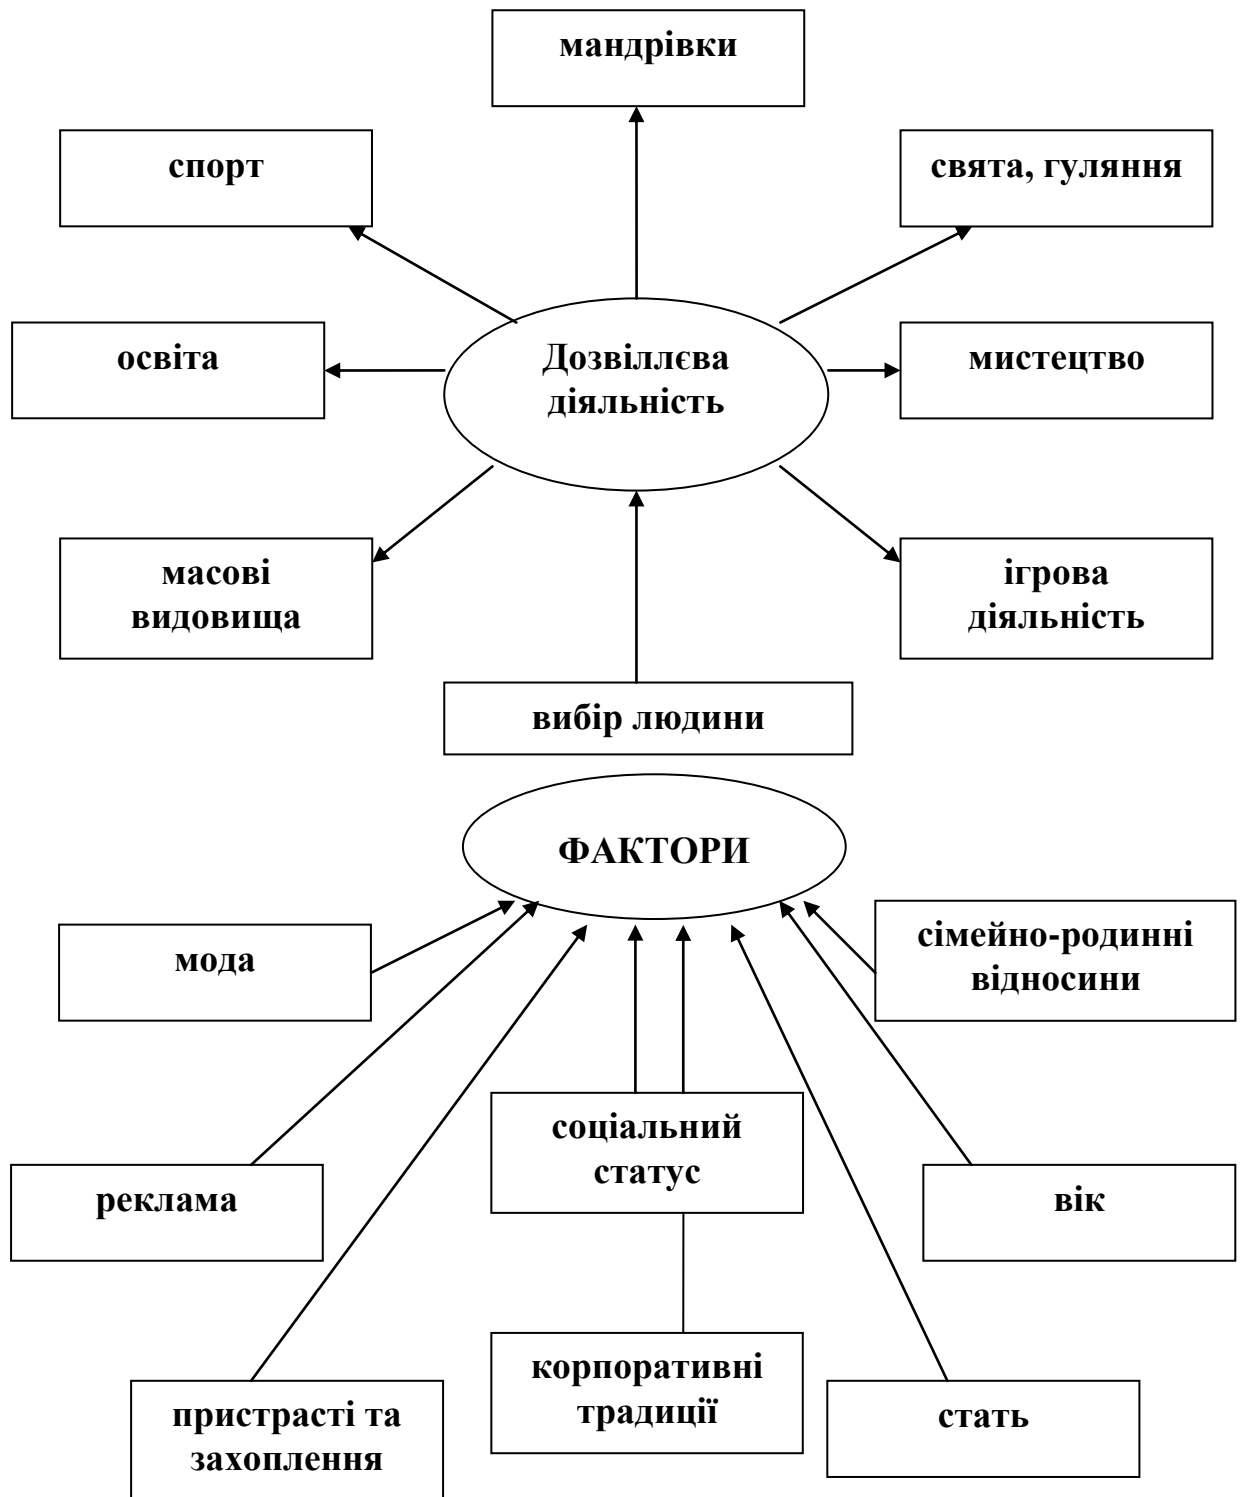 мандрівки
спорт
свята, гуляння
Дозвіллєва
діяльність
освіта
мистецтво
масові
видовища
ігрова
діяльність
вибір людини
ФАКТОРИ
мода
сімейно-родинні
відносини
соціальний
статус
реклама
вік
корпоративні
традиції
пристрасті та
захоплення
стать